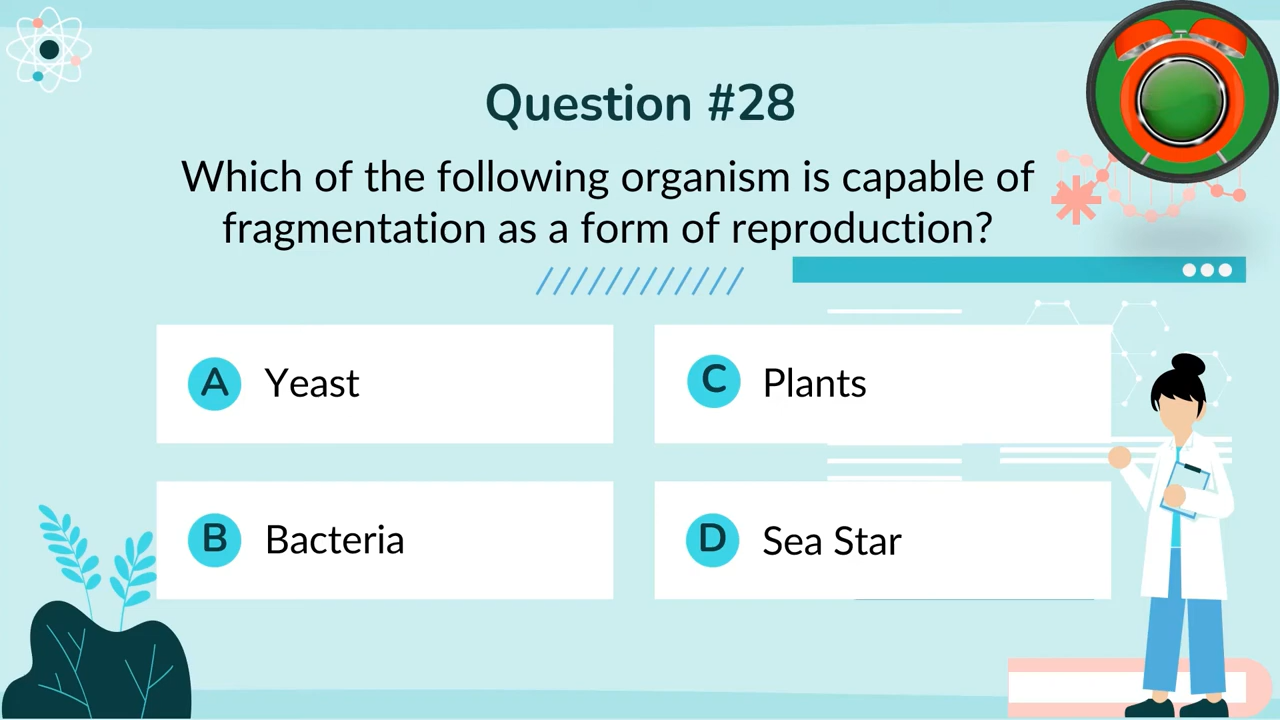 Question #28
Which of the following organism is capable of
fragmentation as a form of reproduction?
A Yeast
B Bacteria
C Plants
D Sea Star